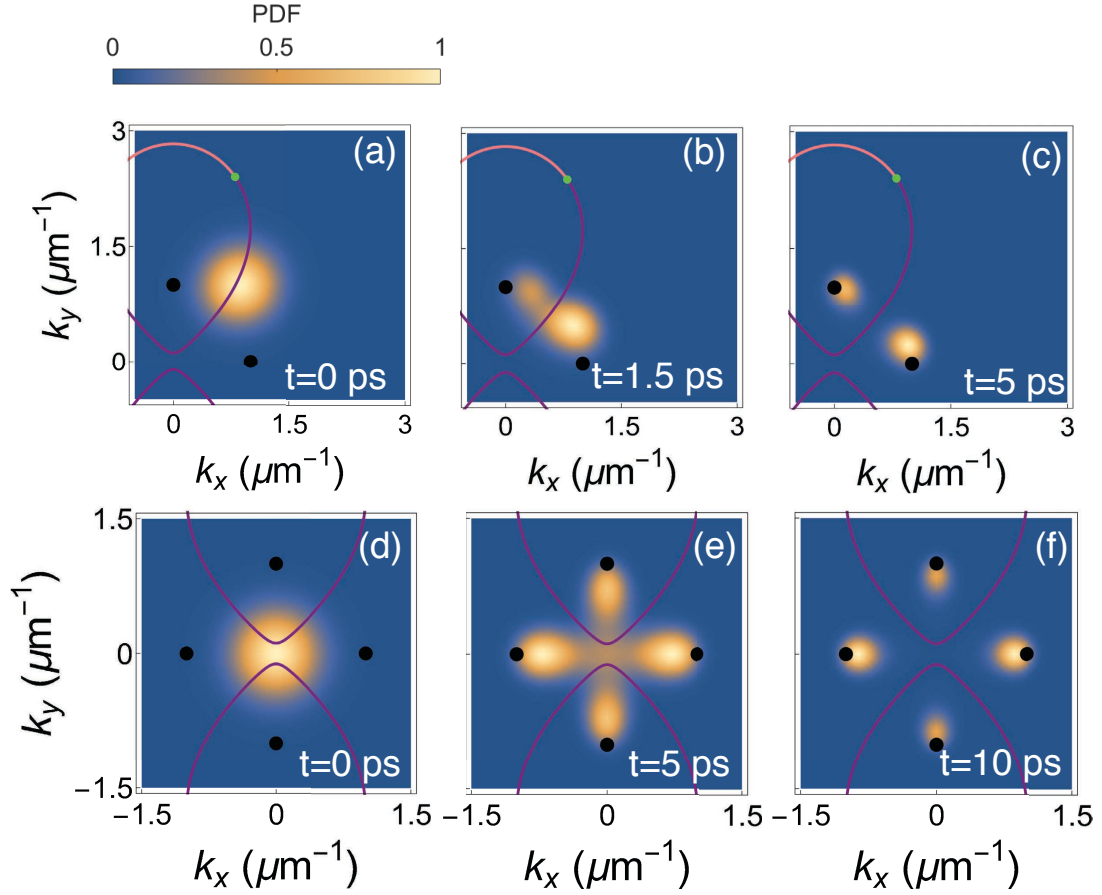 PDF
0 0.5 1
(a) (b) (c)
3
1.5
0
k_y (μm⁻¹)
t=0 ps t=1.5 ps t=5 ps
0 1.5 3 0 1.5 3 0 1.5 3
k_x (μm⁻¹) k_x (μm⁻¹) k_x (μm⁻¹)
(d) (e) (f)
1.5
0
−1.5
k_y (μm⁻¹)
t=0 ps t=5 ps t=10 ps
−1.5 0 1.5 −1.5 0 1.5 −1.5 0 1.5
k_x (μm⁻¹) k_x (μm⁻¹) k_x (μm⁻¹)